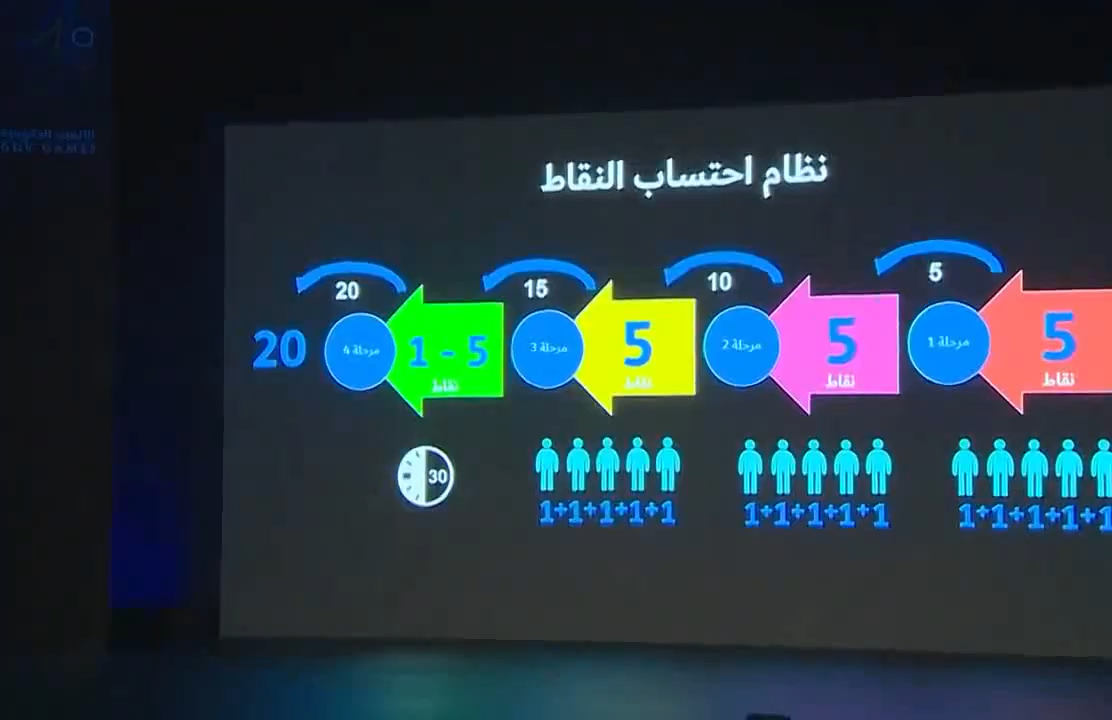 نظام احتساب النقاط
5 10 15 20
5 نقاط مرحلة 1 5 نقاط مرحلة 2 5 نقاط مرحلة 3 1 - 5 نقاط مرحلة 4 20
1+1+1+1+1 1+1+1+1+1 1+1+1+1+1 30